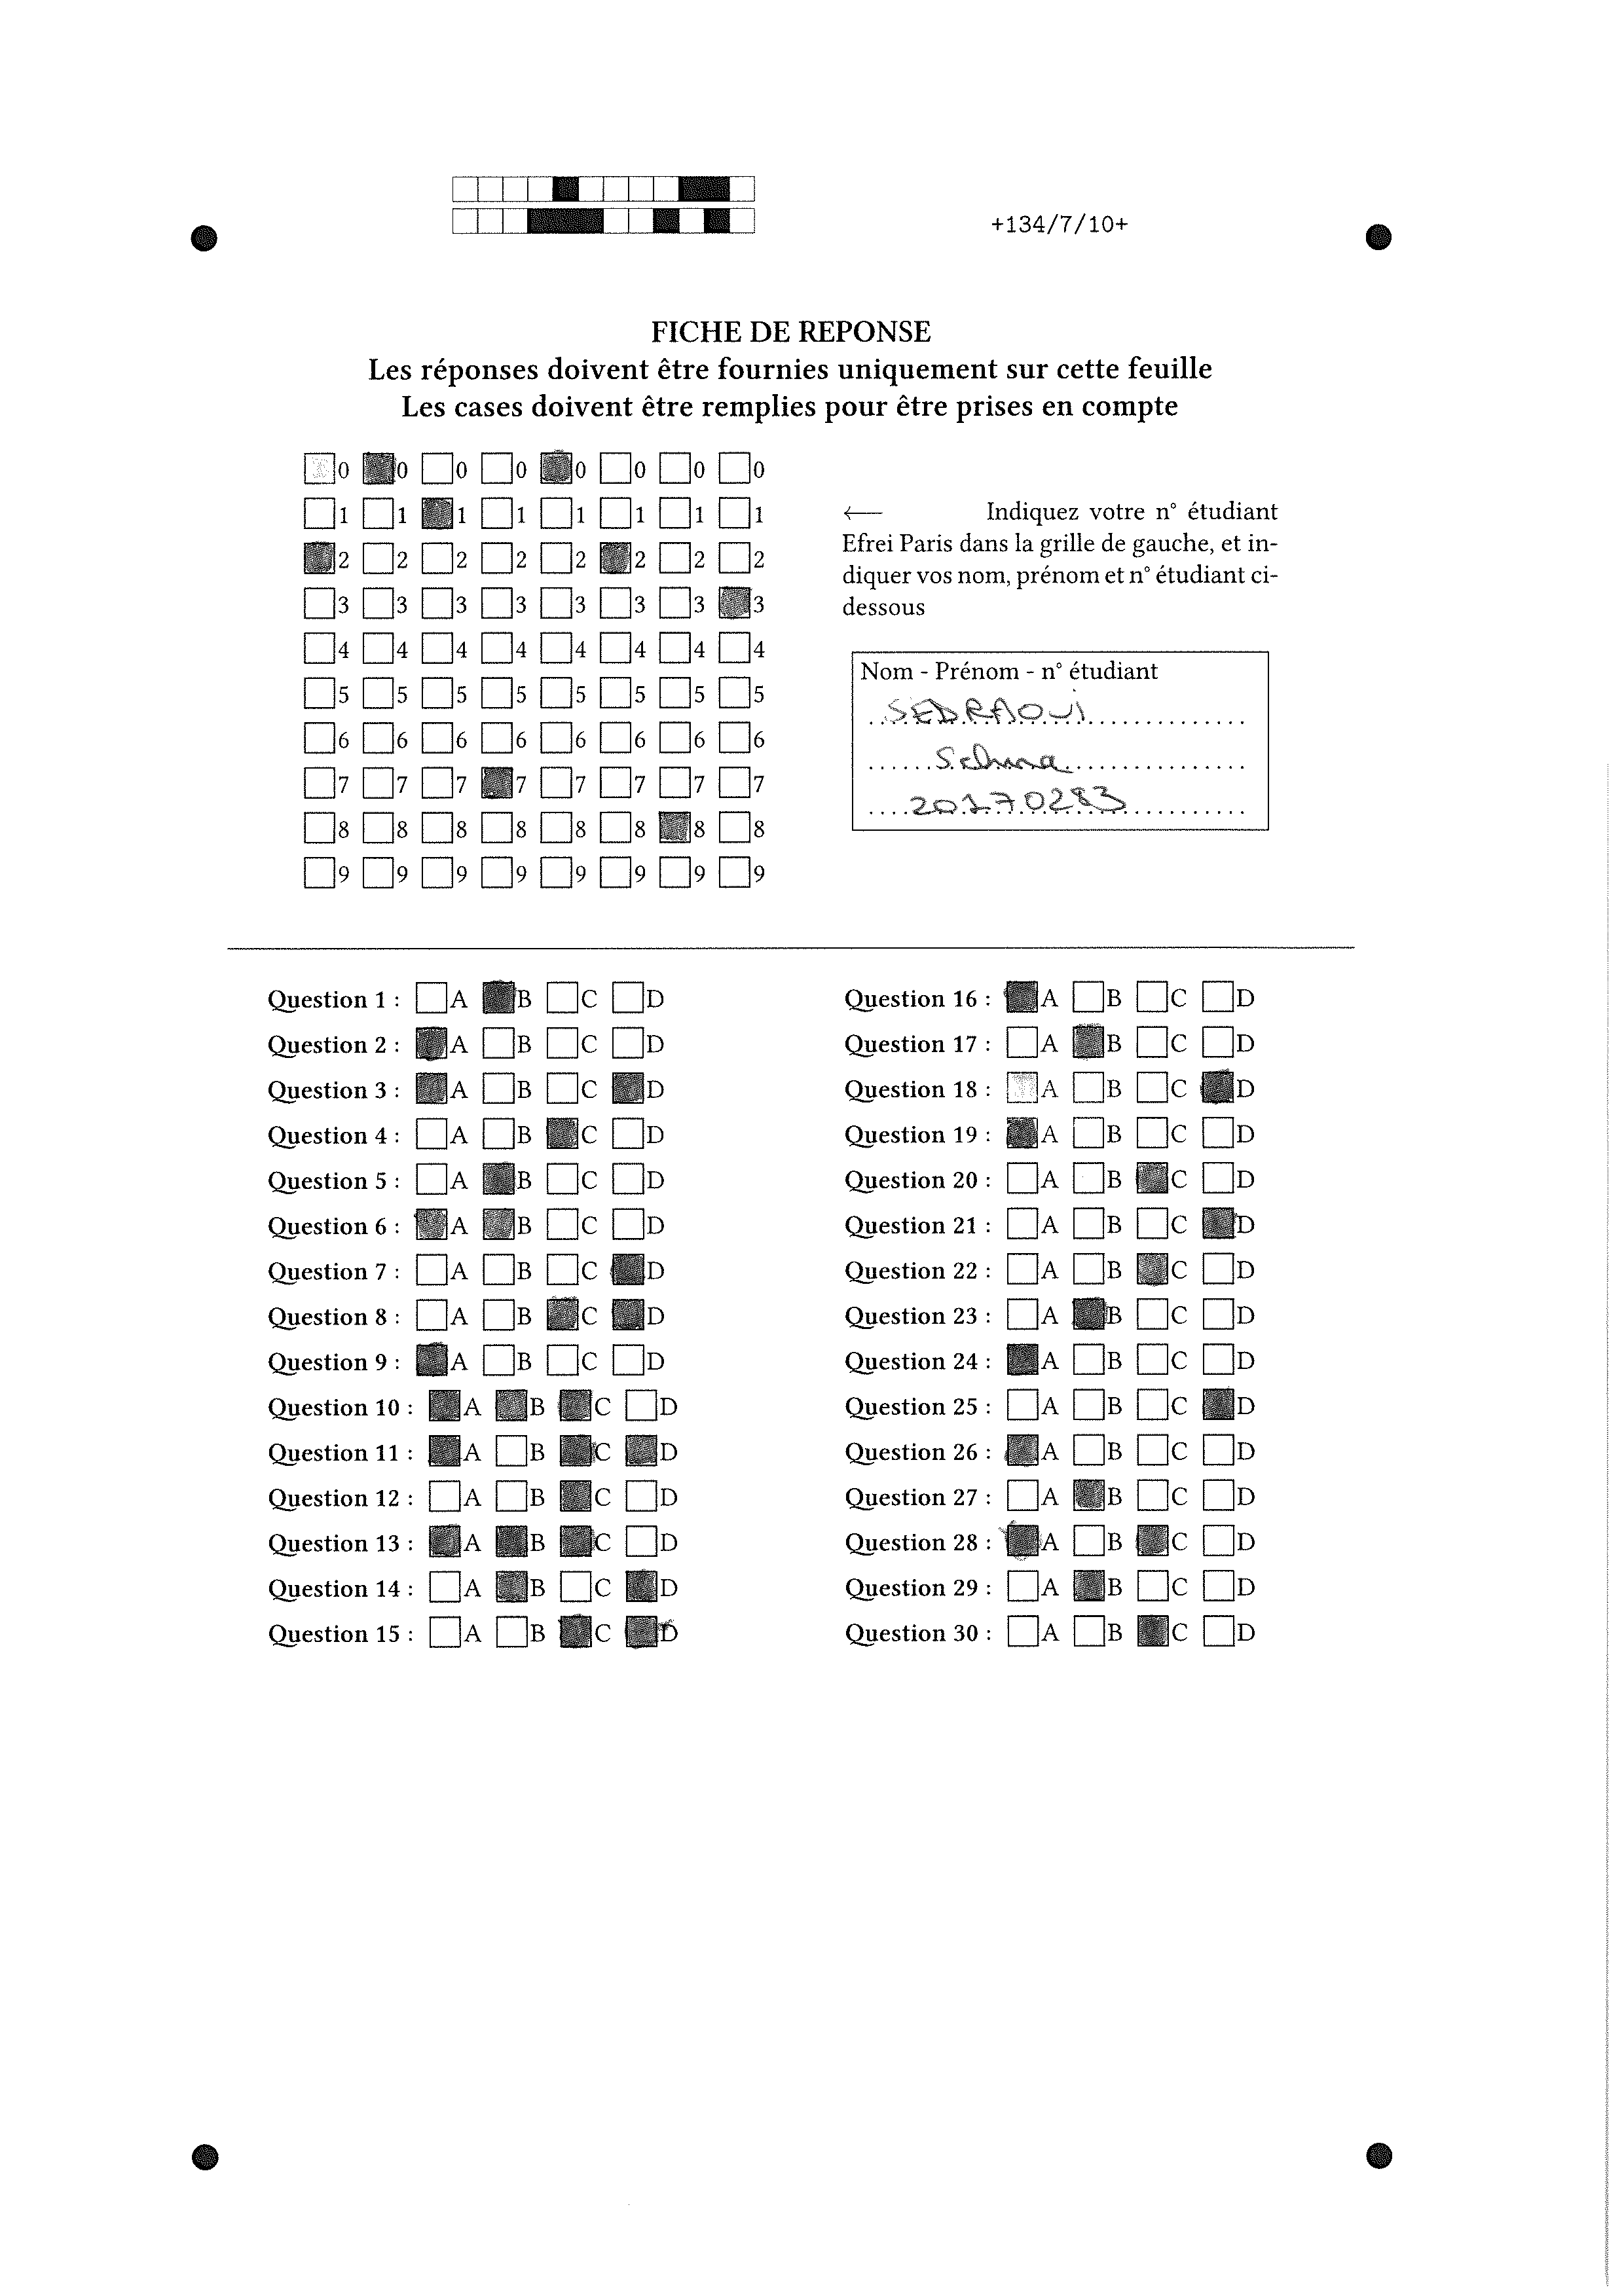 +134/7/10+
FICHE DE REPONSE
Les réponses doivent être fournies uniquement sur cette feuille
Les cases doivent être remplies pour être prises en compte
0 0 0 0 0 0 0 0
1 1 1 1 1 1 1 1
2 2 2 2 2 2 2 2
3 3 3 3 3 3 3 3
4 4 4 4 4 4 4 4
5 5 5 5 5 5 5 5
6 6 6 6 6 6 6 6
7 7 7 7 7 7 7 7
8 8 8 8 8 8 8 8
9 9 9 9 9 9 9 9
← Indiquez votre n° étudiant
Efrei Paris dans la grille de gauche, et in-
diquer vos nom, prénom et n° étudiant ci-
dessous
Nom - Prénom - n° étudiant
SEDRAOUI
Selma
20170283
Question 1 : A B C D
Question 2 : A B C D
Question 3 : A B C D
Question 4 : A B C D
Question 5 : A B C D
Question 6 : A B C D
Question 7 : A B C D
Question 8 : A B C D
Question 9 : A B C D
Question 10 : A B C D
Question 11 : A B C D
Question 12 : A B C D
Question 13 : A B C D
Question 14 : A B C D
Question 15 : A B C D
Question 16 : A B C D
Question 17 : A B C D
Question 18 : A B C D
Question 19 : A B C D
Question 20 : A B C D
Question 21 : A B C D
Question 22 : A B C D
Question 23 : A B C D
Question 24 : A B C D
Question 25 : A B C D
Question 26 : A B C D
Question 27 : A B C D
Question 28 : A B C D
Question 29 : A B C D
Question 30 : A B C D